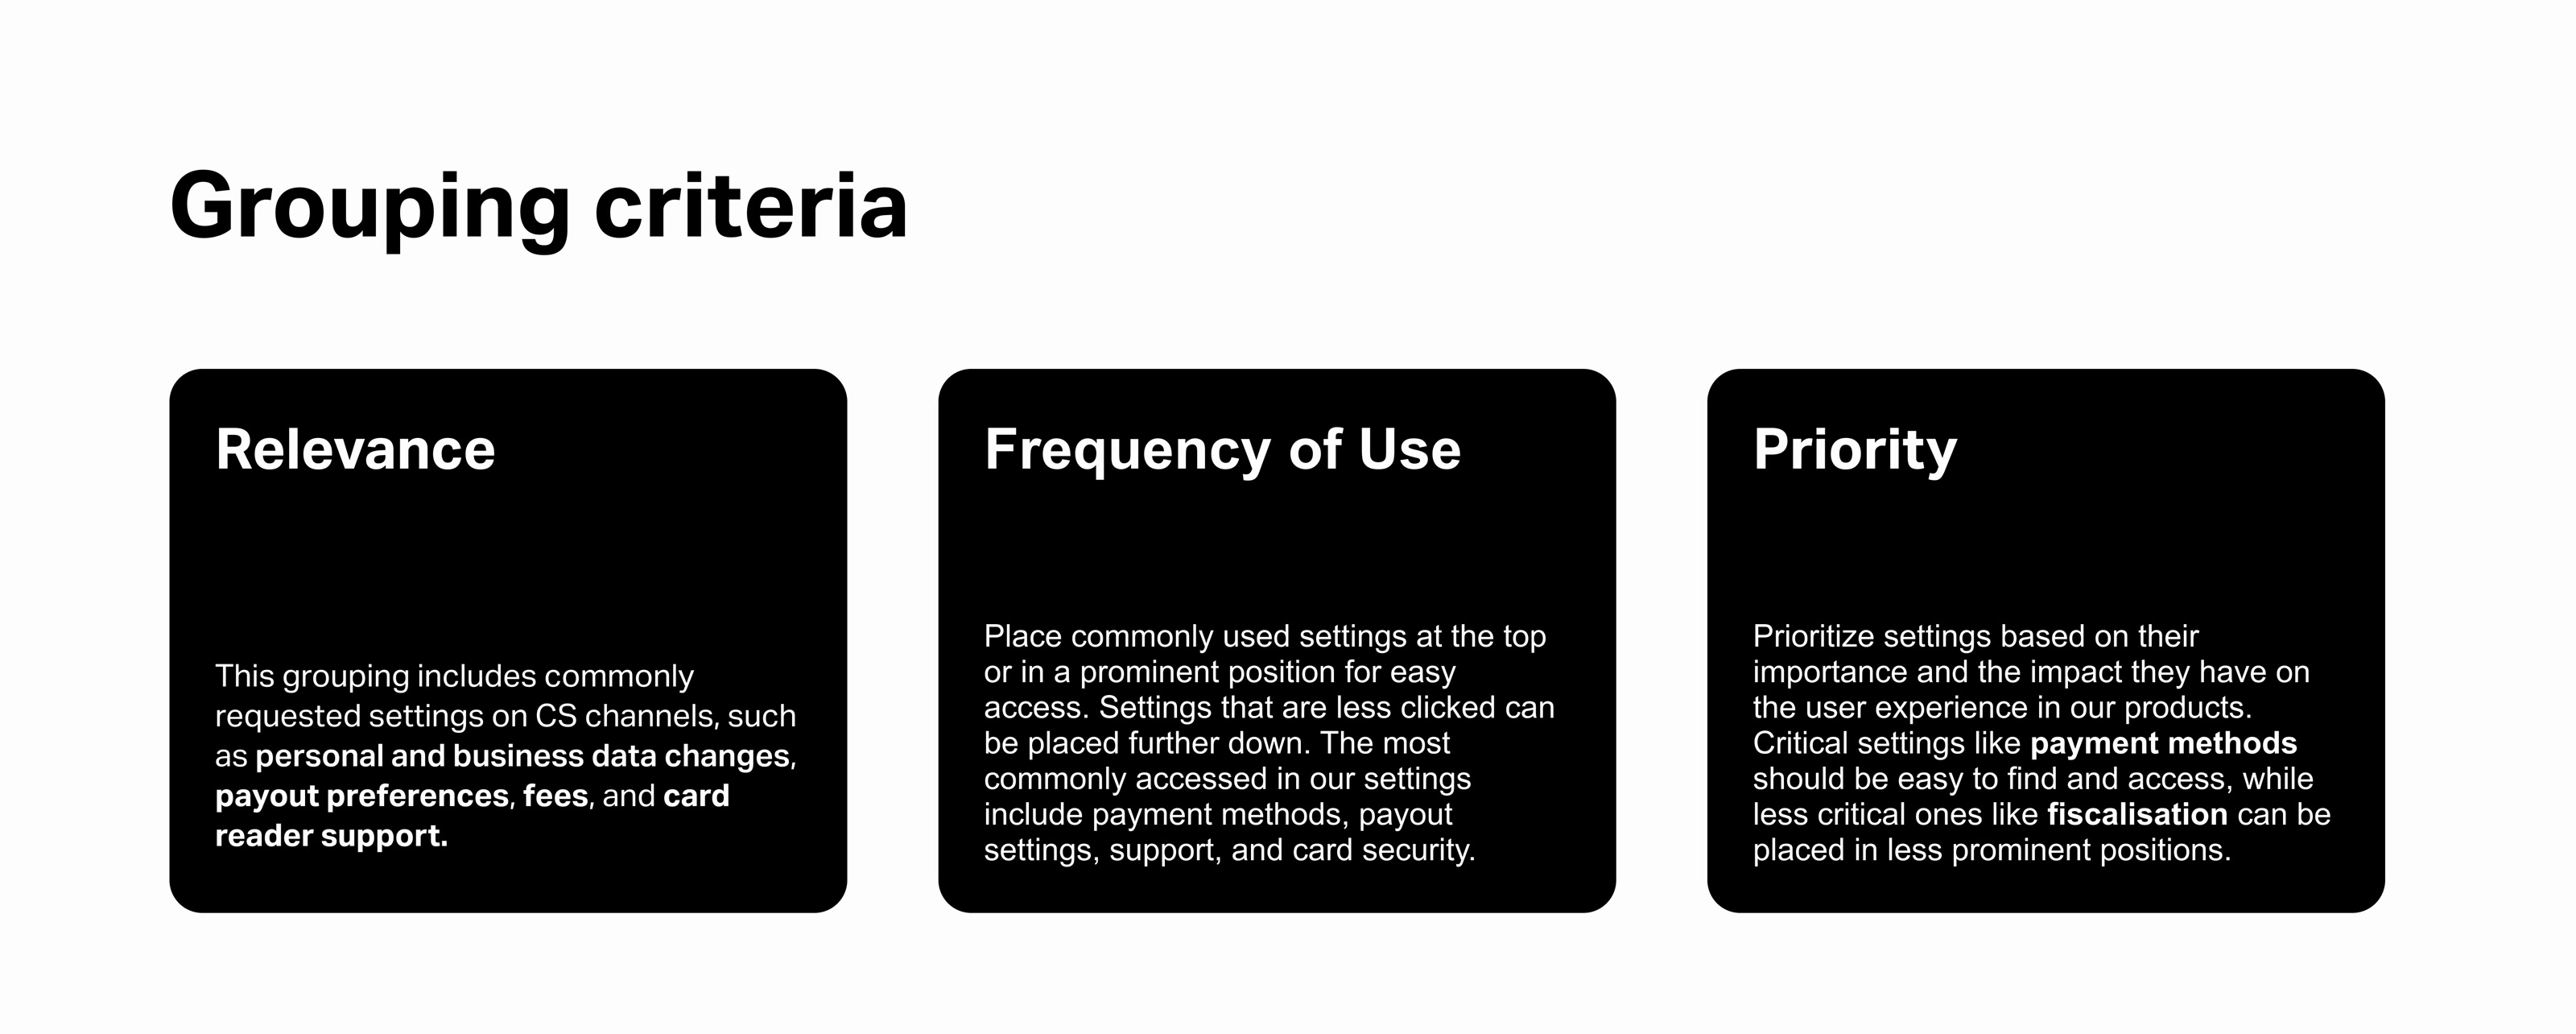 Grouping criteria
Relevance
This grouping includes commonly
requested settings on CS channels, such
as personal and business data changes,
payout preferences, fees, and card
reader support.
Frequency of Use
Place commonly used settings at the top
or in a prominent position for easy
access. Settings that are less clicked can
be placed further down. The most
commonly accessed in our settings
include payment methods, payout
settings, support, and card security.
Priority
Prioritize settings based on their
importance and the impact they have on
the user experience in our products.
Critical settings like payment methods
should be easy to find and access, while
less critical ones like fiscalisation can be
placed in less prominent positions.